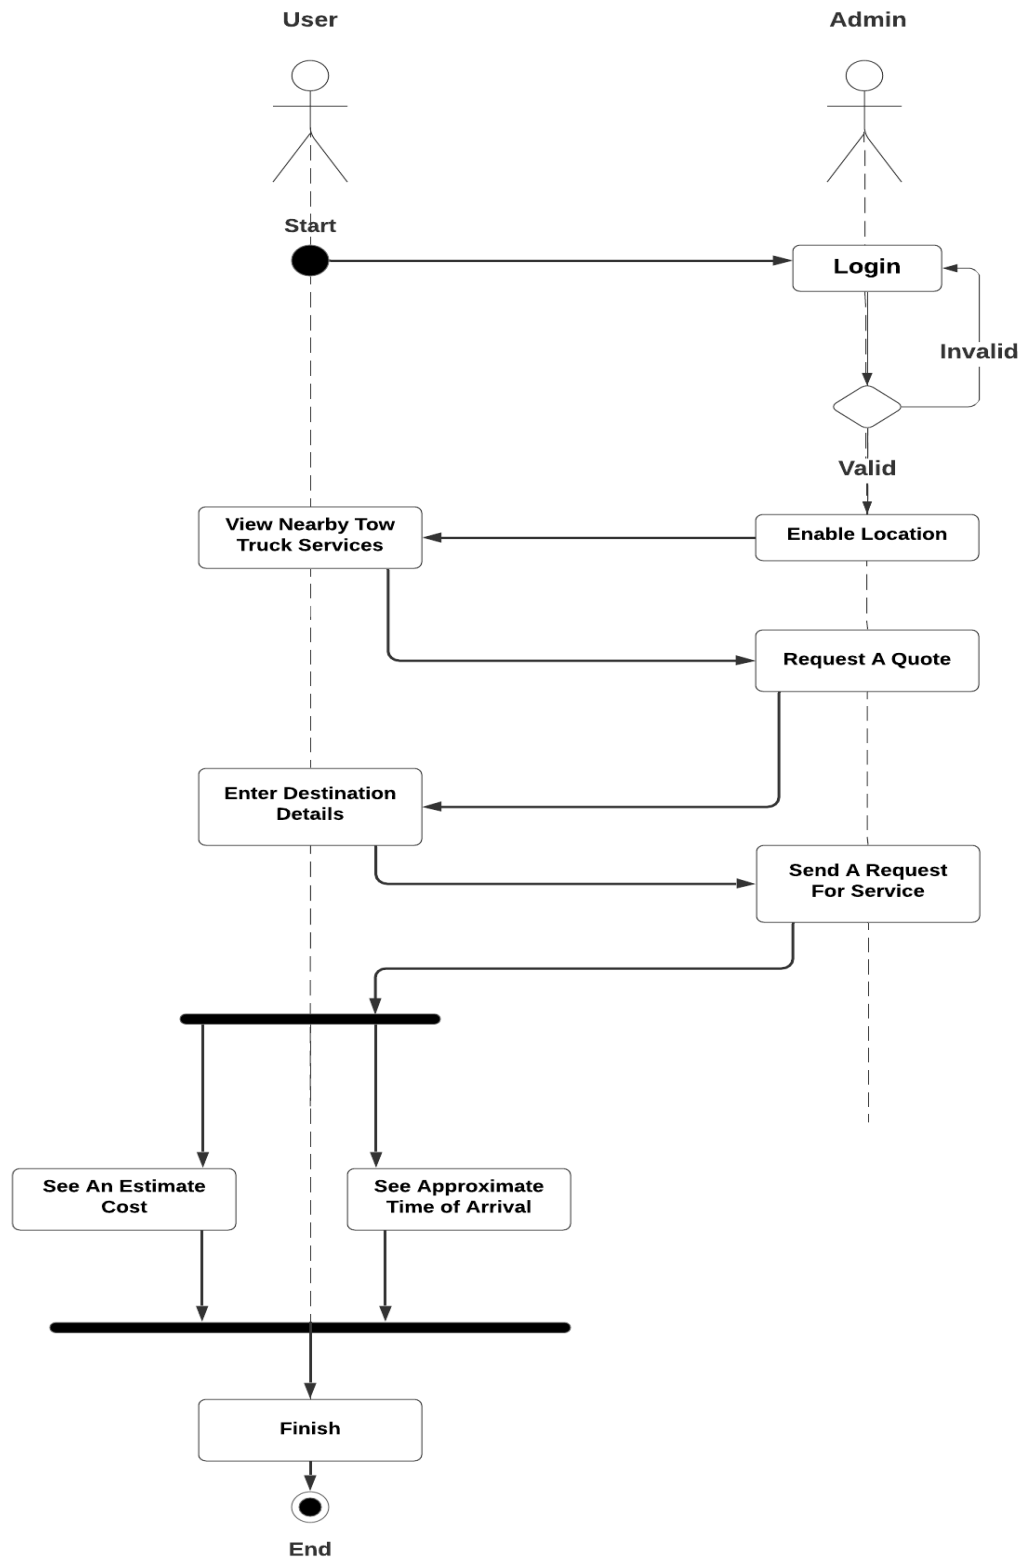 User
Admin
Start
Login
Invalid
Valid
View Nearby Tow
Truck Services
Enable Location
Request A Quote
Enter Destination
Details
Send A Request
For Service
See An Estimate
Cost
See Approximate
Time of Arrival
Finish
End